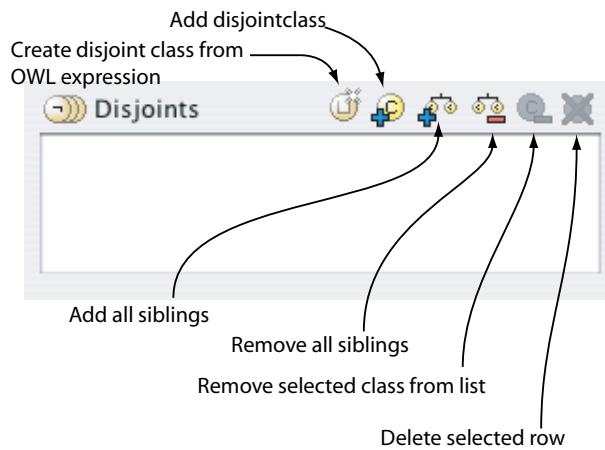 Add disjointclass
Create disjoint class from
OWL expression
Disjoints
Add all siblings
Remove all siblings
Remove selected class from list
Delete selected row